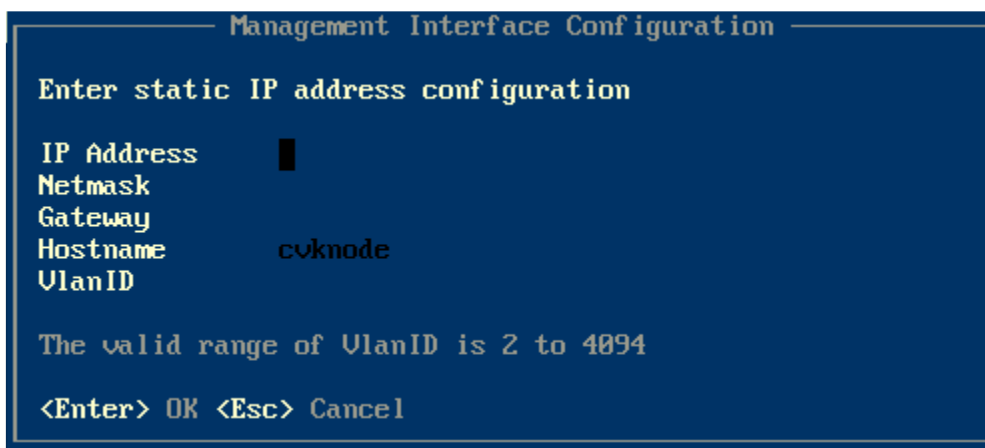 Management Interface Configuration
Enter static IP address configuration
IP Address
Netmask
Gateway
Hostname cvknode
VlanID
The valid range of VlanID is 2 to 4094
<Enter> OK <Esc> Cancel